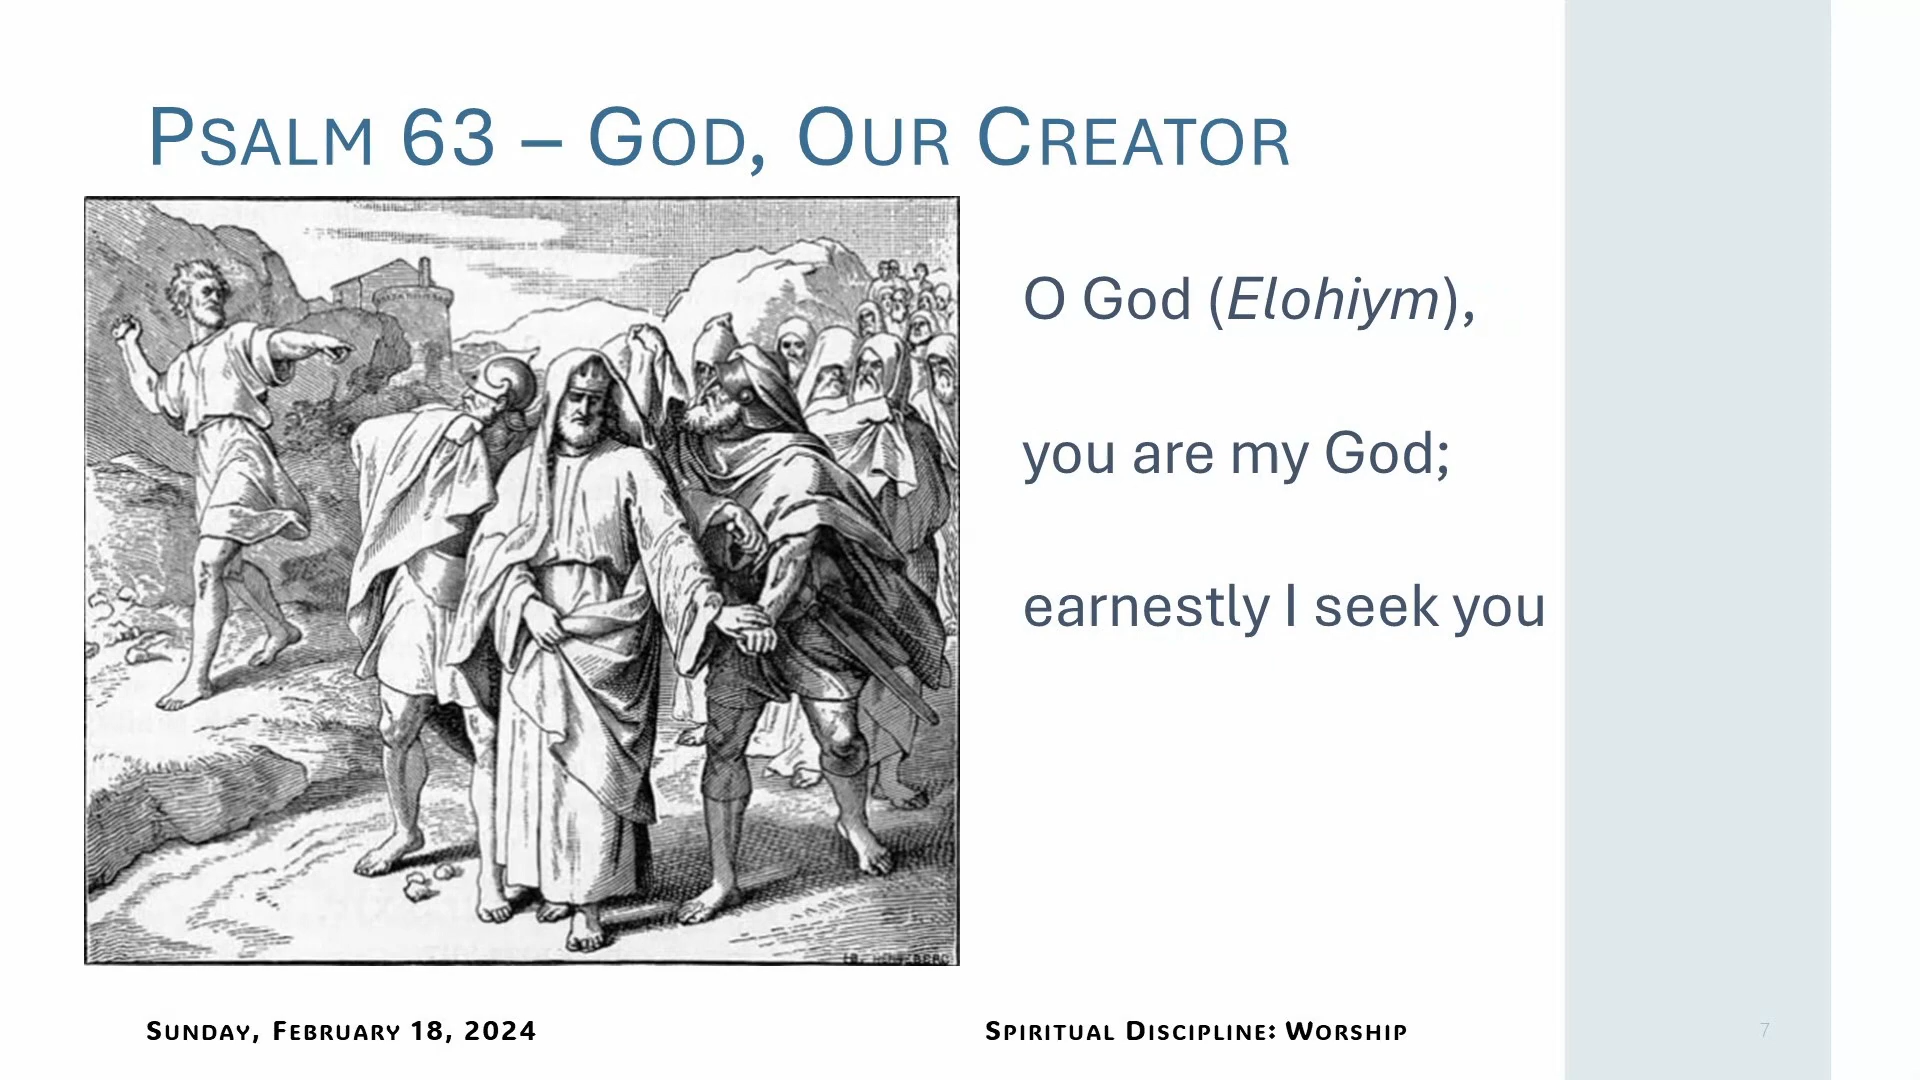 PSALM 63 – GOD, OUR CREATOR
O God (Elohiym),
you are my God;
earnestly I seek you
SUNDAY, FEBRUARY 18, 2024
SPIRITUAL DISCIPLINE: WORSHIP
7